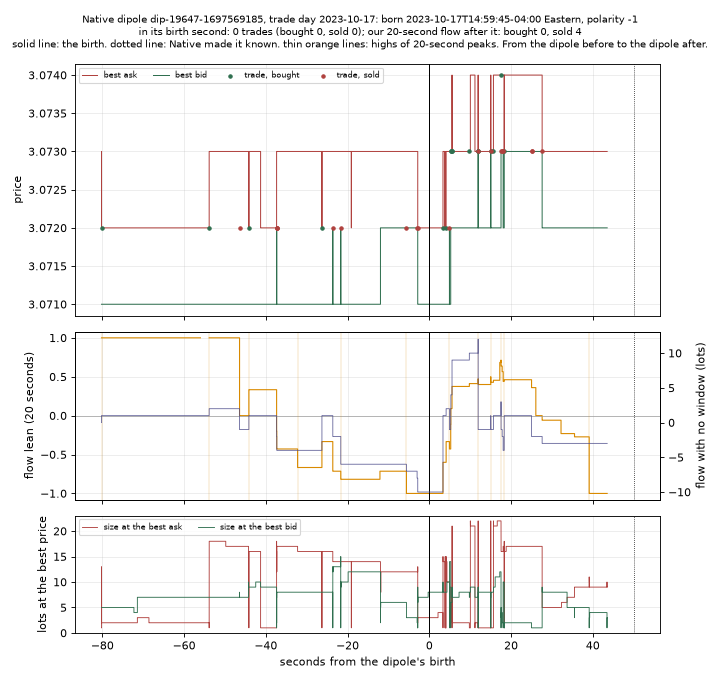 Native dipole dip-19647-1697569185, trade day 2023-10-17: born 2023-10-17T14:59:45-04:00 Eastern, polarity -1
in its birth second: 0 trades (bought 0, sold 0); our 20-second flow after it: bought 0, sold 4
solid line: the birth. dotted line: Native made it known. thin orange lines: highs of 20-second peaks. From the dipole before to the dipole after.
best ask
best bid
trade, bought
trade, sold
3.0740
3.0735
3.0730
3.0725
3.0720
3.0715
3.0710
price
1.0
0.5
0.0
−0.5
−1.0
flow lean (20 seconds)
10
5
0
−5
−10
flow with no window (lots)
size at the best ask
size at the best bid
20
15
10
5
0
lots at the best price
−80
−60
−40
−20
0
20
40
seconds from the dipole's birth